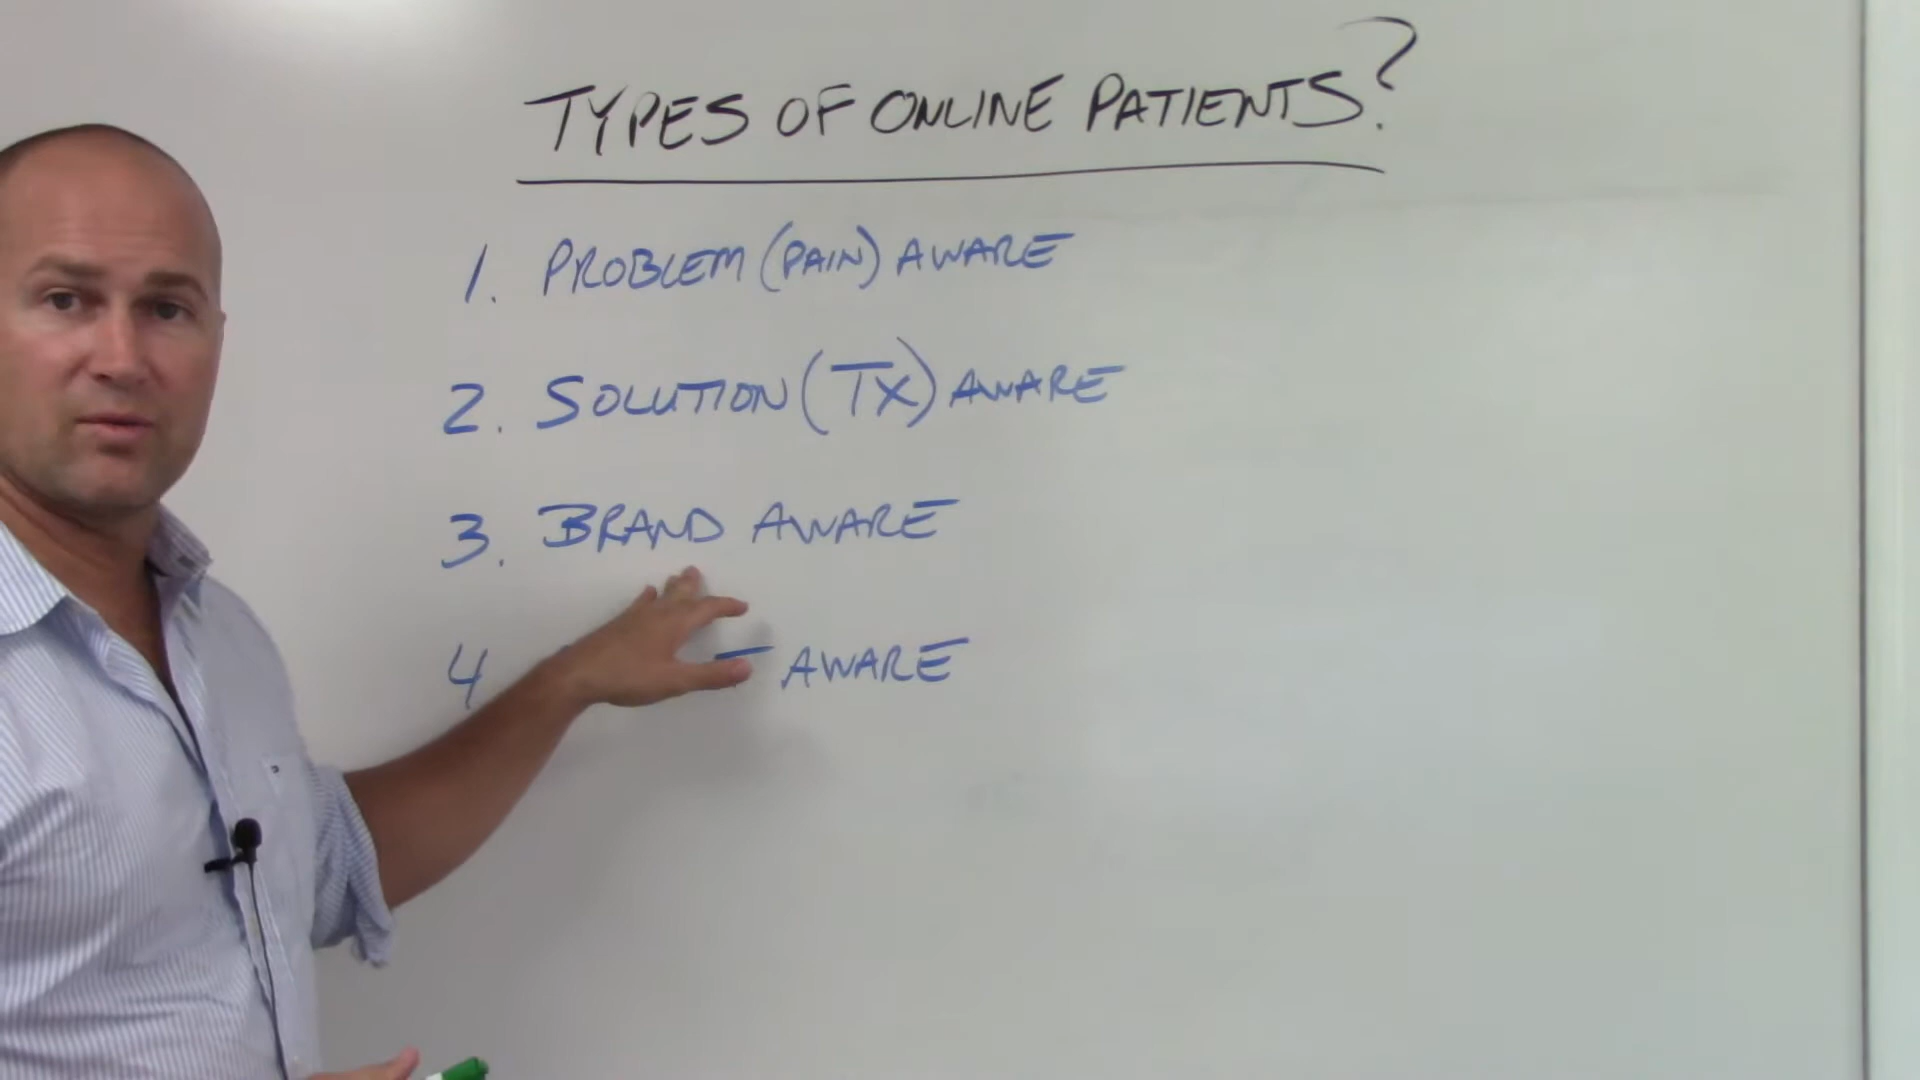 TYPES OF ONLINE PATIENTS?
1. PROBLEM (PAIN) AWARE
2. SOLUTION (TX) AWARE
3. BRAND AWARE
4 AWARE